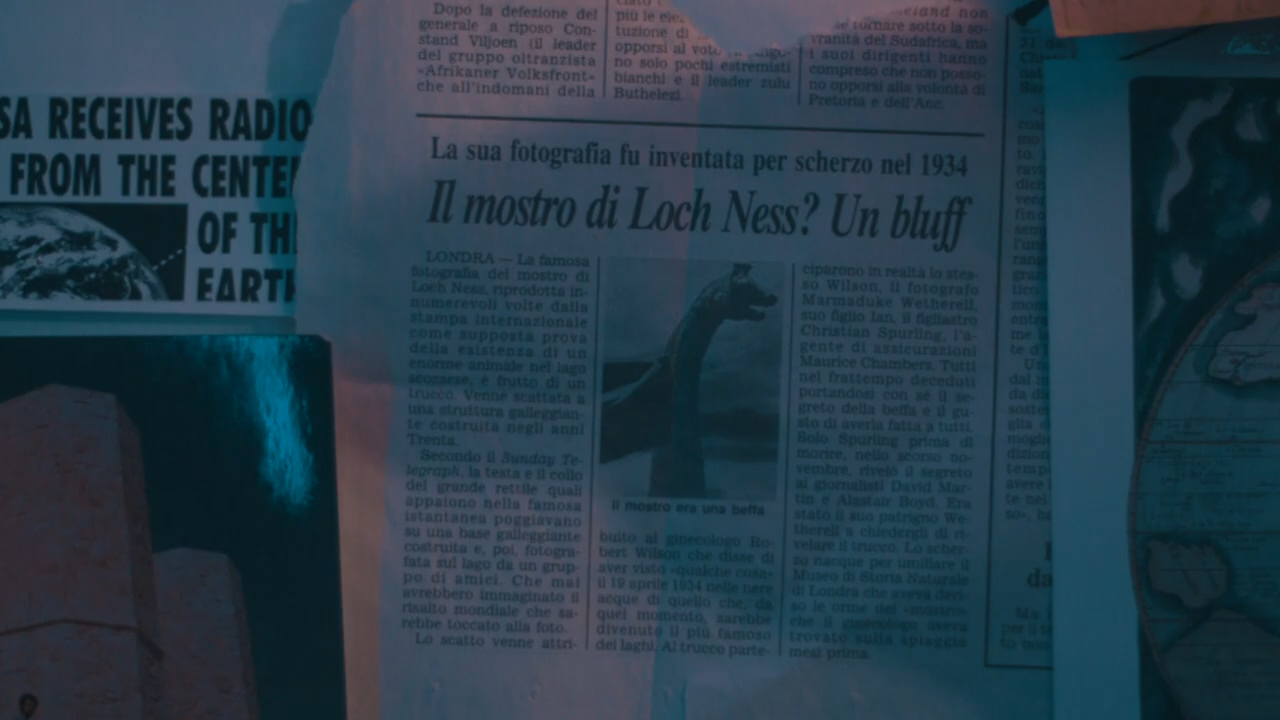 SA RECEIVES RADIO
FROM THE CENTE
OF TH
EARTH
Dopo la defezione del
generale a riposo Con-
stand Viljoen (il leader
del gruppo oltranzista
«Afrikaner Volksfront»
che all'indomani della
più le
tuzione di
opporsi al voto
no solo pochi estremisti
bianchi e il leader zulu
Buthelezi.
non
tornare sotto la so-
vranità del Sudafrica, ma
i suoi dirigenti hanno
compreso che non posso-
no opporsi alla volontà di
Pretoria e dell'Anc.
La sua fotografia fu inventata per scherzo nel 1934
Il mostro di Loch Ness? Un bluff
LONDRA — La famosa
fotografia del mostro di
Loch Ness, riprodotta in-
numerevoli volte dalla
stampa internazionale
come supposta prova
della esistenza di un
enorme animale nel lago
scozzese, è frutto di un
trucco. Venne scattata a
una struttura galleggian-
te costruita negli anni
Trenta.
Secondo il Sunday Te-
legraph, la testa e il collo
del grande rettile quali
appaiono nella famosa
istantanea poggiavano
su una base galleggiante
costruita e, poi, fotogra-
fata sul lago da un grup-
po di amici. Che mai
avrebbero immaginato il
risalto mondiale che sa-
rebbe toccato alla foto.
Lo scatto venne attri-
Il mostro era una beffa
buito al ginecologo Ro-
bert Wilson che disse di
aver visto «qualche cosa»
il 19 aprile 1934 nelle nere
acque di quello che, da
quel momento, sarebbe
divenuto il più famoso
dei laghi. Al trucco parte-
ciparono in realtà lo stes-
so Wilson, il fotografo
Marmaduke Wetherell,
suo figlio Ian, il figliastro
Christian Spurling, l'a-
gente di assicurazioni
Maurice Chambers. Tutti
nel frattempo deceduti
portandosi con sé il se-
greto della beffa e il gu-
sto di averla fatta a tutti.
Solo Spurling prima di
morire, nello scorso no-
vembre, rivelò il segreto
ai giornalisti David Mar-
tin e Alastair Boyd. Era
stato il suo patrigno We-
therell a chiedergli di ri-
velare il trucco. Lo scher-
zo nacque per umiliare il
Museo di Storia Naturale
di Londra che aveva deri-
so le orme del «mostro»
che il ginecologo aveva
trovato sulla spiaggia
mesi prima.